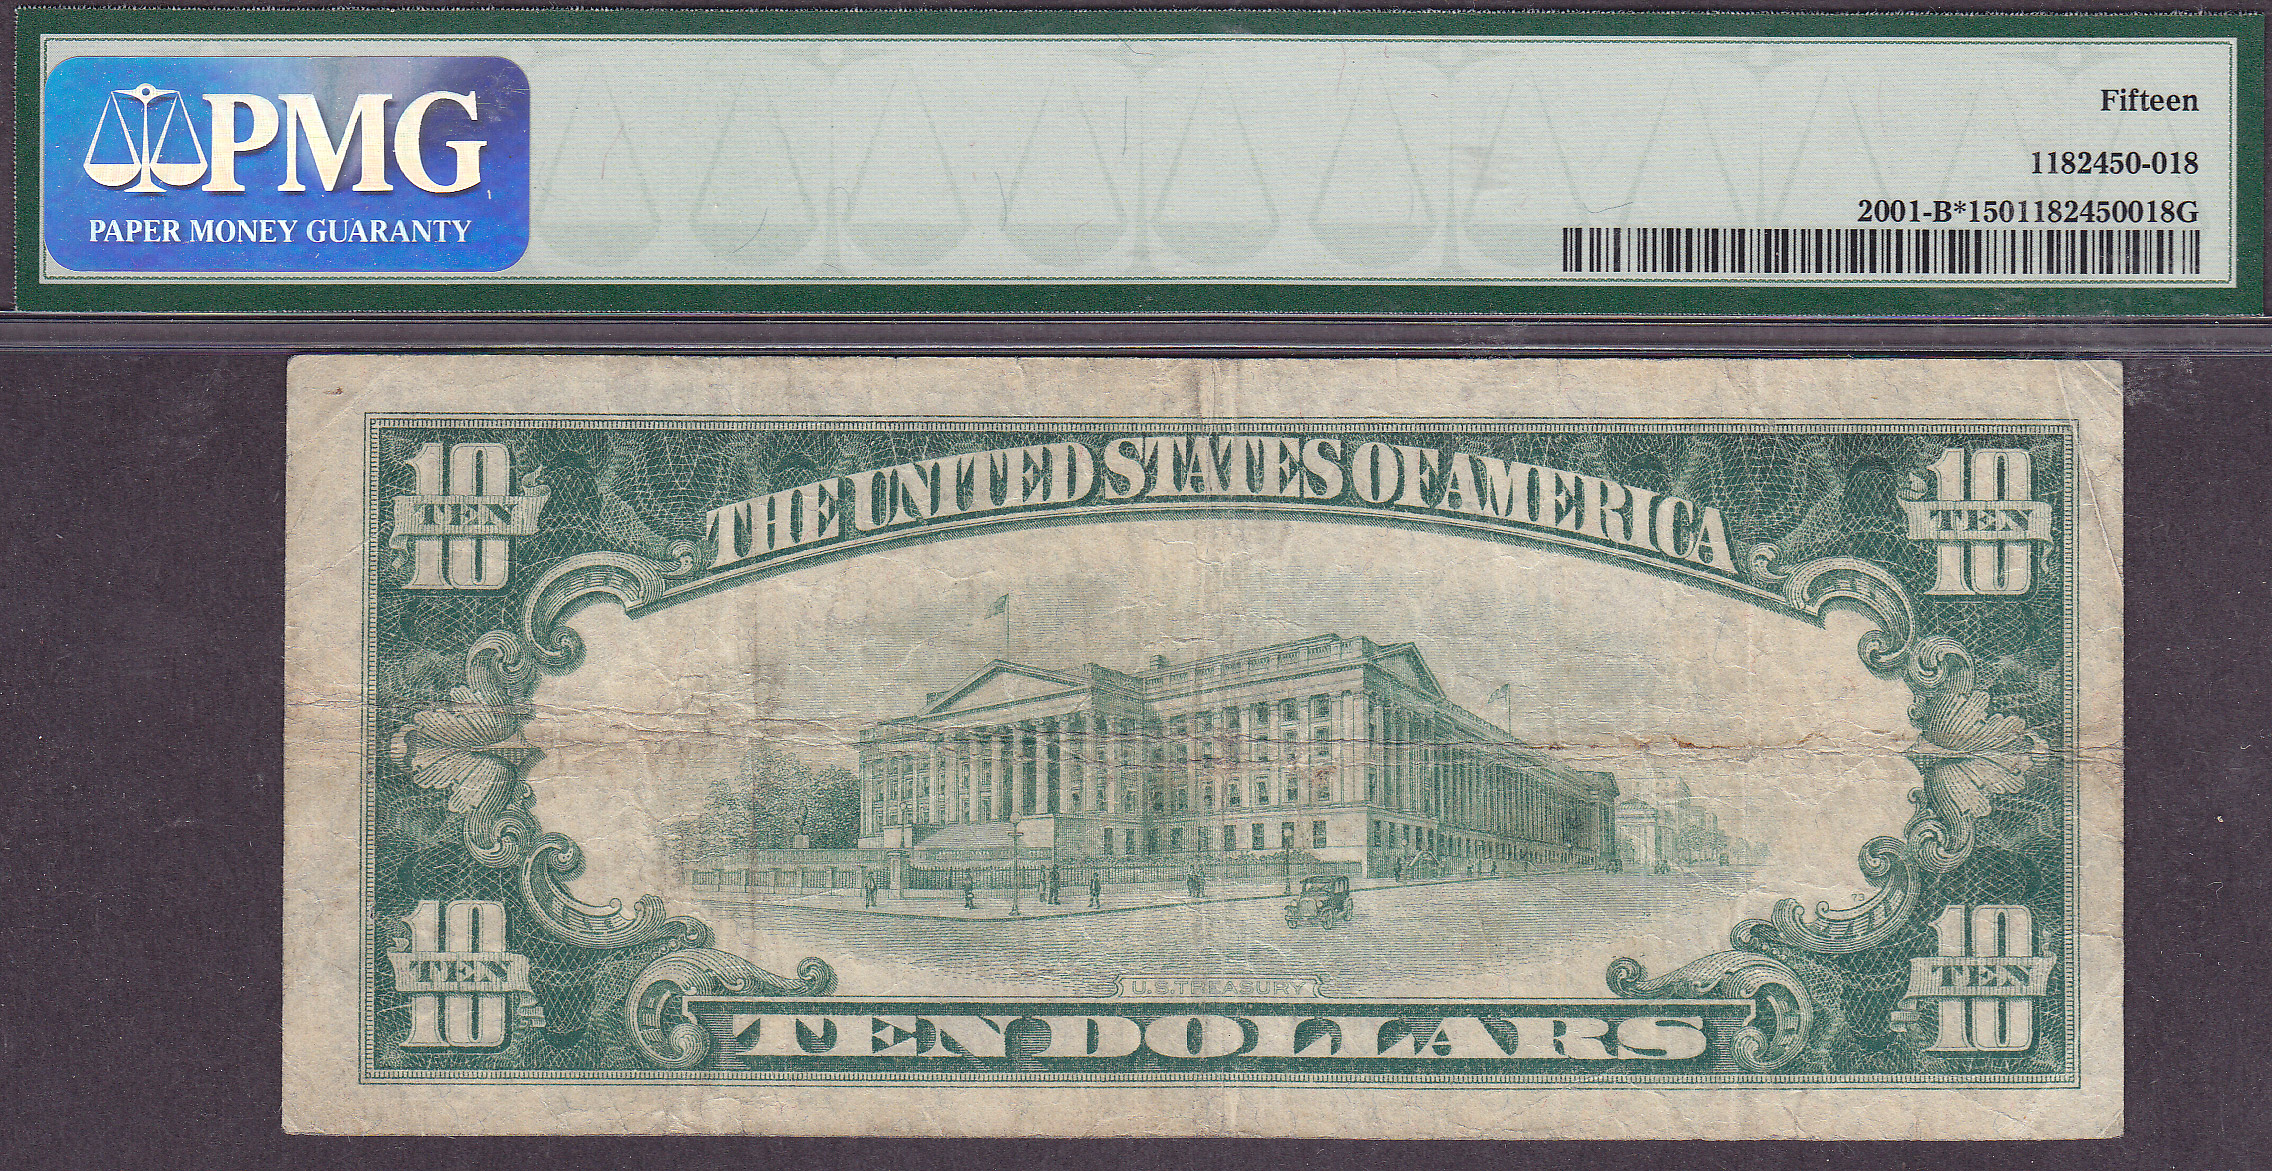 PMG
PAPER MONEY GUARANTY
Fifteen
1182450-018
2001-B*1501182450018G
THE UNITED STATES OF AMERICA
10 TEN 10
10 TEN 10
73
10 TEN 10
10 TEN 10
U.S. TREASURY
TEN DOLLARS